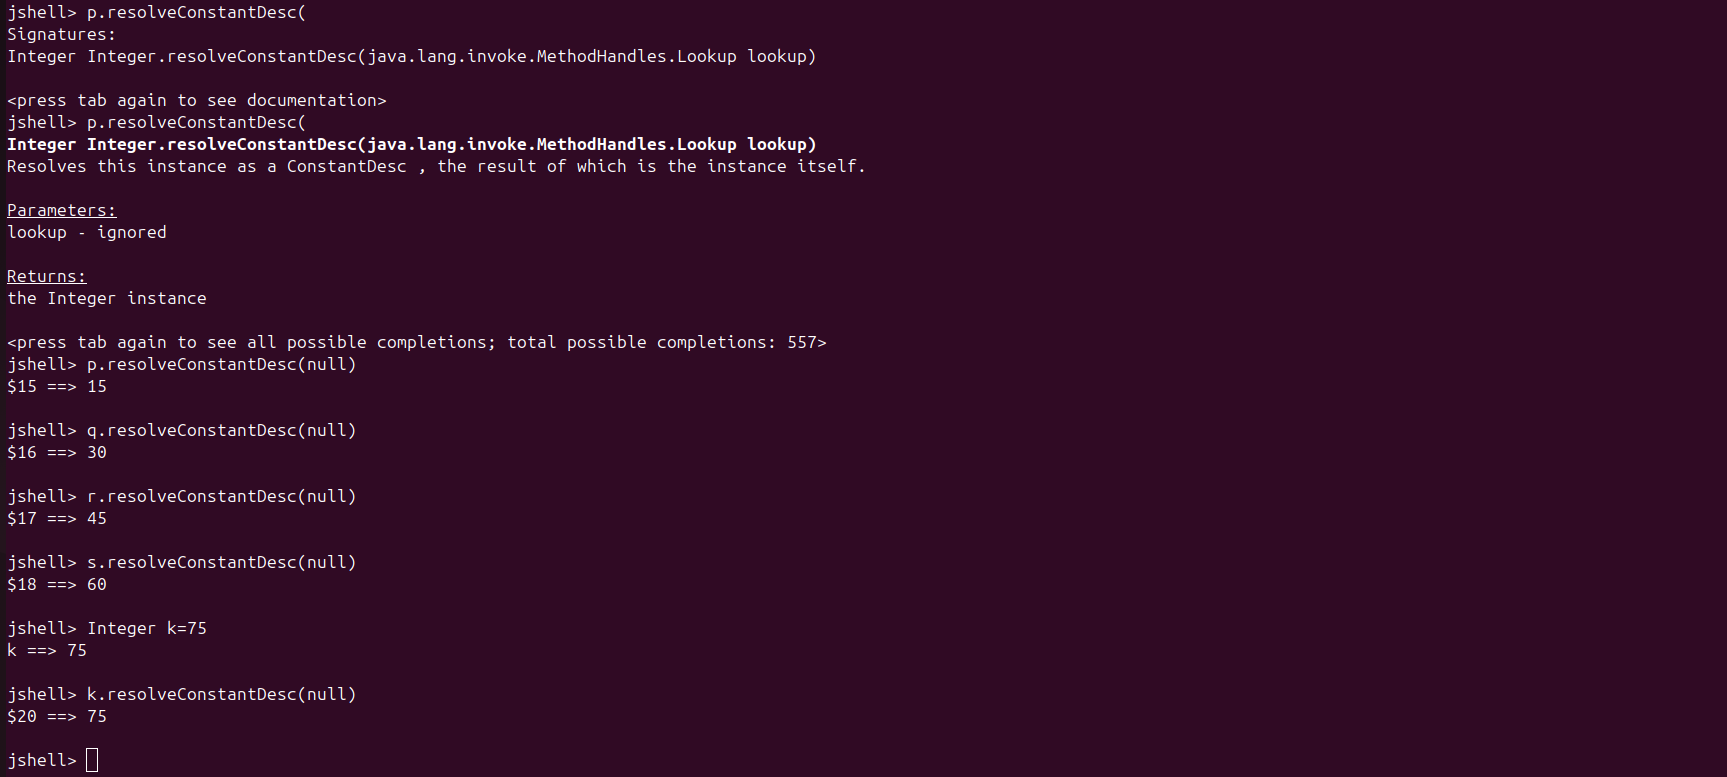 jshell> p.resolveConstantDesc(
Signatures:
Integer Integer.resolveConstantDesc(java.lang.invoke.MethodHandles.Lookup lookup)
<press tab again to see documentation>
jshell> p.resolveConstantDesc(
Integer Integer.resolveConstantDesc(java.lang.invoke.MethodHandles.Lookup lookup)
Resolves this instance as a ConstantDesc , the result of which is the instance itself.
Parameters:
lookup - ignored
Returns:
the Integer instance
<press tab again to see all possible completions; total possible completions: 557>
jshell> p.resolveConstantDesc(null)
$15 ==> 15
jshell> q.resolveConstantDesc(null)
$16 ==> 30
jshell> r.resolveConstantDesc(null)
$17 ==> 45
jshell> s.resolveConstantDesc(null)
$18 ==> 60
jshell> Integer k=75
k ==> 75
jshell> k.resolveConstantDesc(null)
$20 ==> 75
jshell>